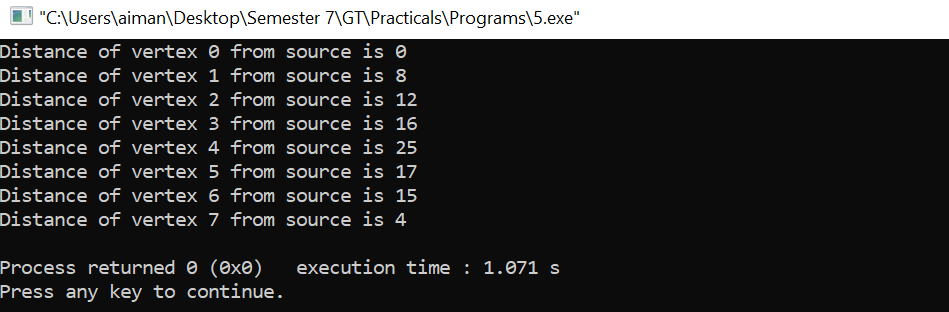 "C:\Users\aiman\Desktop\Semester 7\GT\Practicals\Programs\5.exe"
Distance of vertex 0 from source is 0
Distance of vertex 1 from source is 8
Distance of vertex 2 from source is 12
Distance of vertex 3 from source is 16
Distance of vertex 4 from source is 25
Distance of vertex 5 from source is 17
Distance of vertex 6 from source is 15
Distance of vertex 7 from source is 4
Process returned 0 (0x0)   execution time : 1.071 s
Press any key to continue.